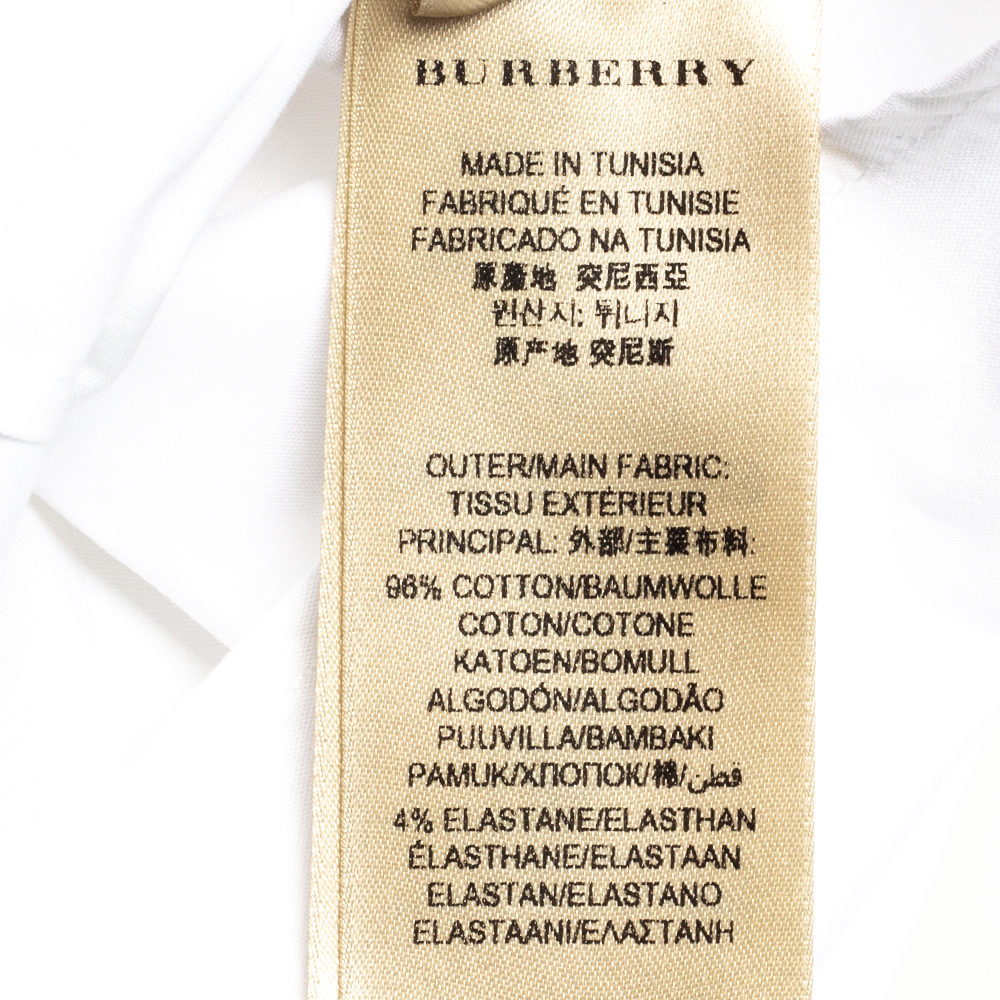 BURBERRY
MADE IN TUNISIA
FABRIQUÉ EN TUNISIE
FABRICADO NA TUNISIA
原產地 突尼西亞
원산지: 튀니지
原产地 突尼斯
OUTER/MAIN FABRIC:
TISSU EXTÉRIEUR
PRINCIPAL: 外部/主要布料:
96% COTTON/BAUMWOLLE
COTON/COTONE
KATOEN/BOMULL
ALGODÓN/ALGODÃO
PUUVILLA/BAMBAKI
PAMUK/ХЛОПОК/棉/قطن
4% ELASTANE/ELASTHAN
ÉLASTHANE/ELASTAAN
ELASTAN/ELASTANO
ELASTAANI/ΕΛΑΣΤΑΝΗ